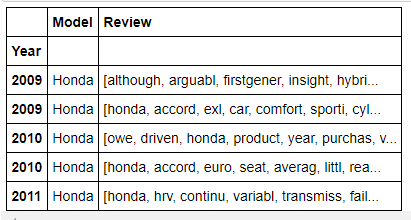 Model Review
Year
2009 Honda [although, arguabl, firstgener, insight, hybri...
2009 Honda [honda, accord, exl, car, comfort, sporti, cyl...
2010 Honda [owe, driven, honda, product, year, purchas, v...
2010 Honda [honda, accord, euro, seat, averag, littl, rea...
2011 Honda [honda, hrv, continu, variabl, transmiss, fail...